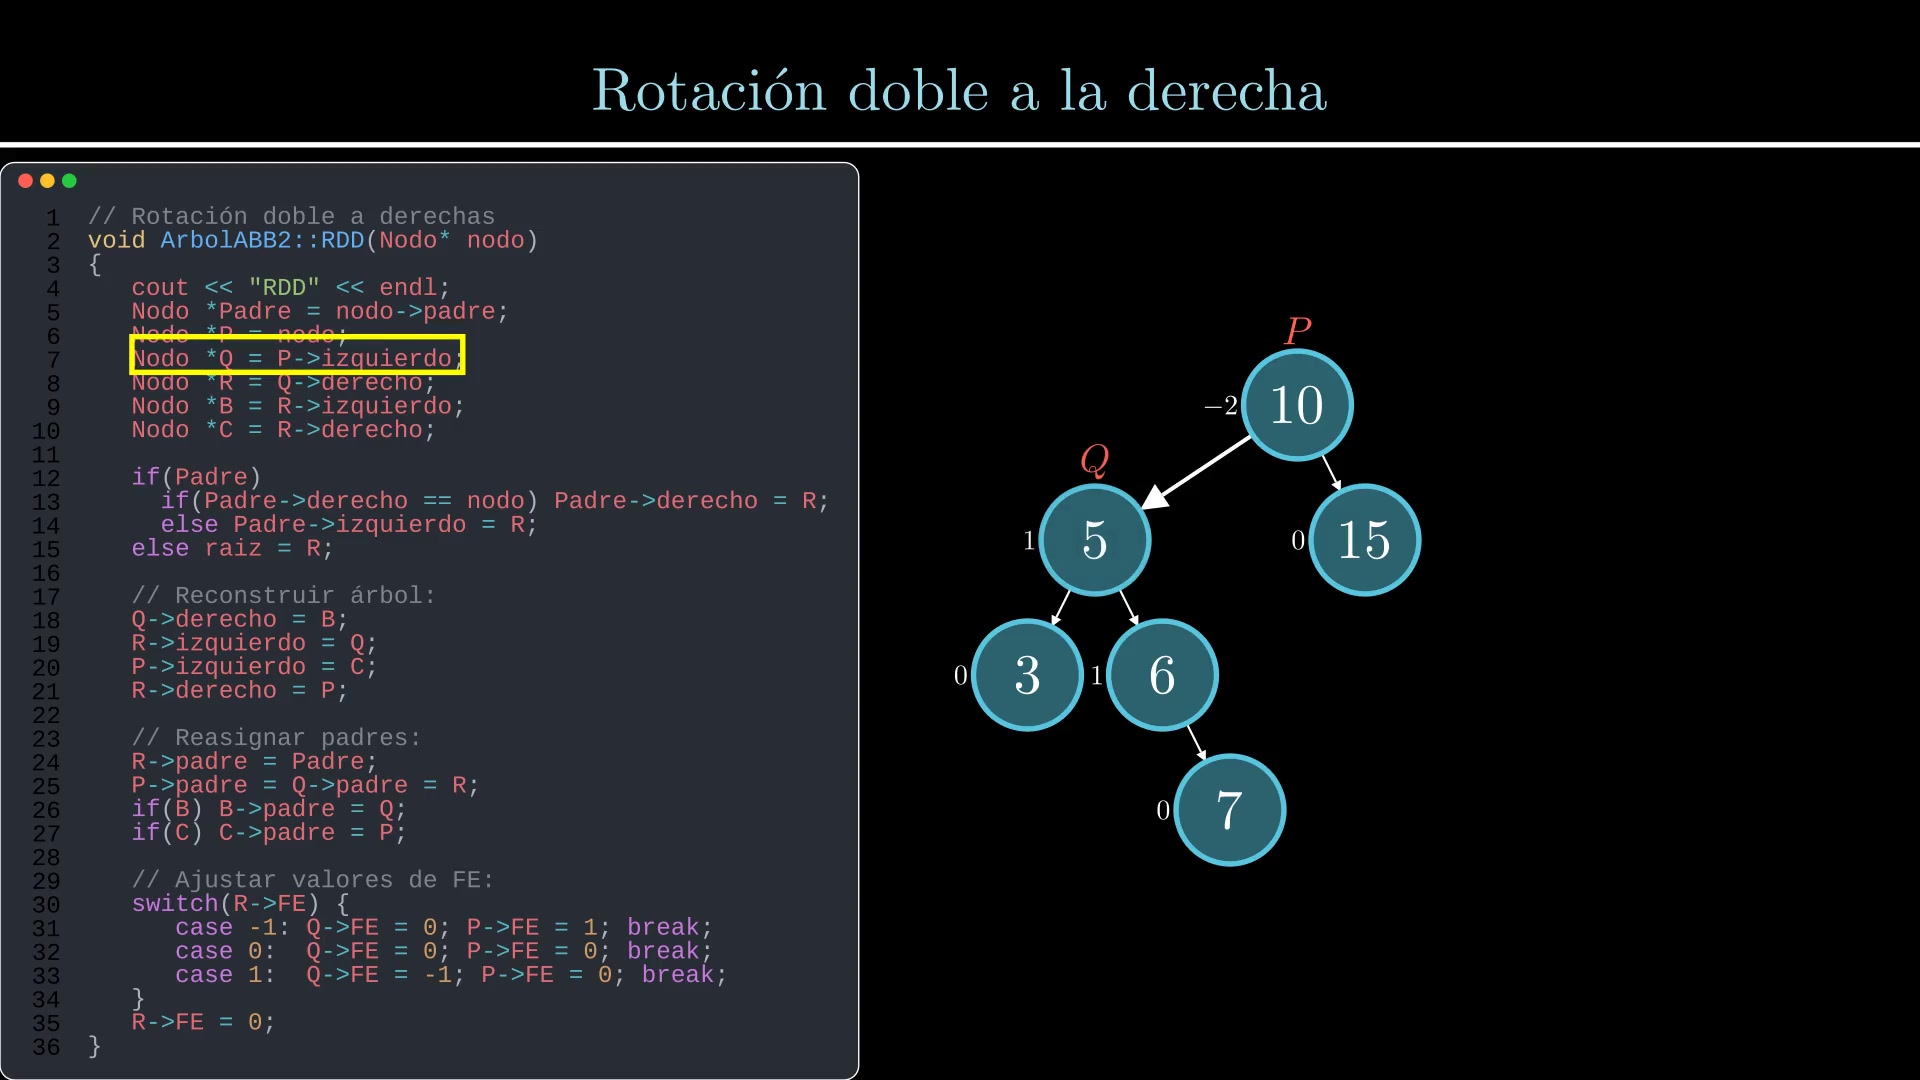 Rotación doble a la derecha
1 // Rotación doble a derechas
2 void ArbolABB2::RDD(Nodo* nodo)
3 {
4 cout << "RDD" << endl;
5 Nodo *Padre = nodo->padre;
6 Nodo *P = nodo;
7 Nodo *Q = P->izquierdo;
8 Nodo *R = Q->derecho;
9 Nodo *B = R->izquierdo;
10 Nodo *C = R->derecho;
11
12 if(Padre)
13 if(Padre->derecho == nodo) Padre->derecho = R;
14 else Padre->izquierdo = R;
15 else raiz = R;
16
17 // Reconstruir árbol:
18 Q->derecho = B;
19 R->izquierdo = Q;
20 P->izquierdo = C;
21 R->derecho = P;
22
23 // Reasignar padres:
24 R->padre = Padre;
25 P->padre = Q->padre = R;
26 if(B) B->padre = Q;
27 if(C) C->padre = P;
28
29 // Ajustar valores de FE:
30 switch(R->FE) {
31 case -1: Q->FE = 0; P->FE = 1; break;
32 case 0: Q->FE = 0; P->FE = 0; break;
33 case 1: Q->FE = -1; P->FE = 0; break;
34 }
35 R->FE = 0;
36 }
P
−2 10
Q
1 5 0 15
0 3 1 6
0 7